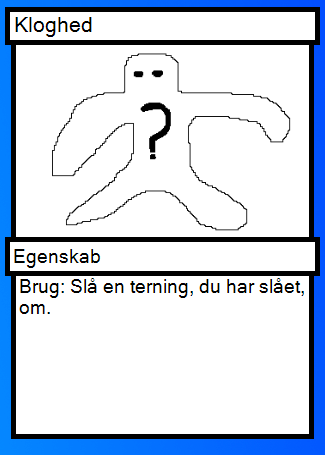 Kloghed
?
Egenskab
Brug: Slå en terning, du har slået,
om.